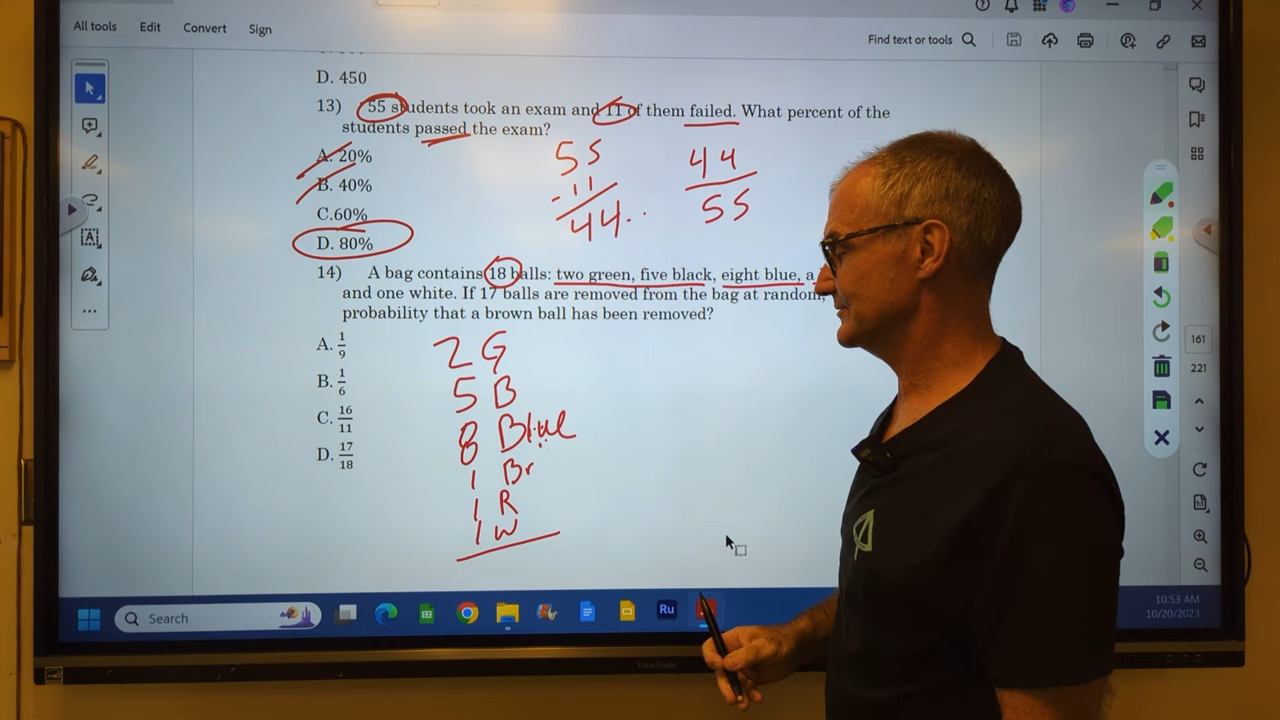 All tools Edit Convert Sign
Find text or tools
D. 450
13) 55 students took an exam and 11 of them failed. What percent of the
students passed the exam?
A. 20%
B. 40%
C.60%
D. 80%
55
- 11
44..
44
55
14) A bag contains 18 balls: two green, five black, eight blue, a
and one white. If 17 balls are removed from the bag at random,
probability that a brown ball has been removed?
A. 1/9
B. 1/6
C. 16/11
D. 17/18
2 G
5 B
8 Blue
1 Br
1 R
1 W
161
221
Search
Ru
10:53 AM
10/20/2023
ViewSonic